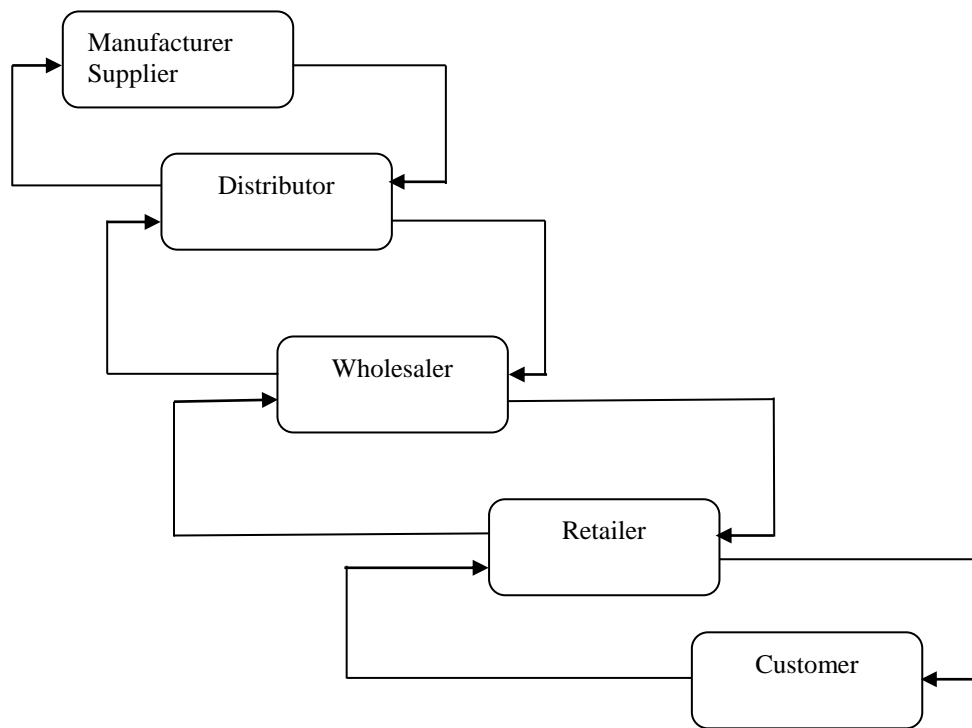 Manufacturer
Supplier
Distributor
Wholesaler
Retailer
Customer